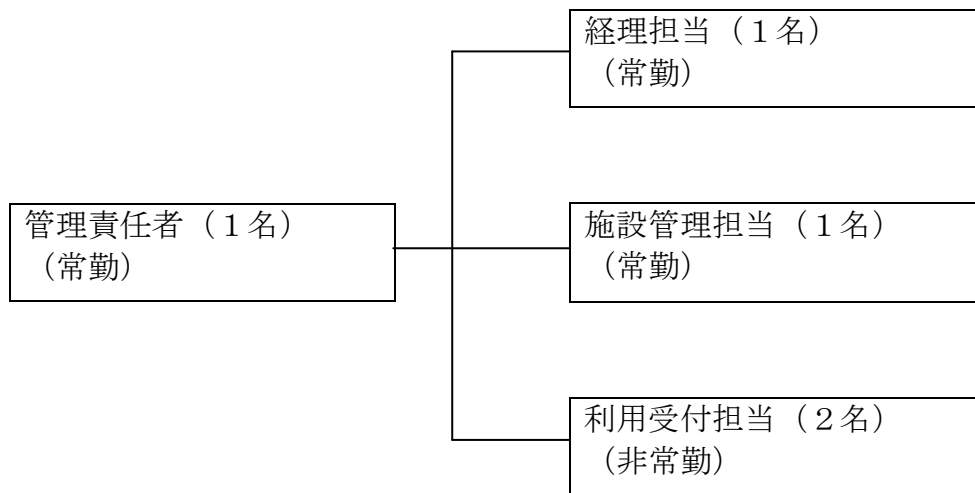 経理担当（１名）
（常勤）
管理責任者（１名）
（常勤）
施設管理担当（１名）
（常勤）
利用受付担当（２名）
（非常勤）